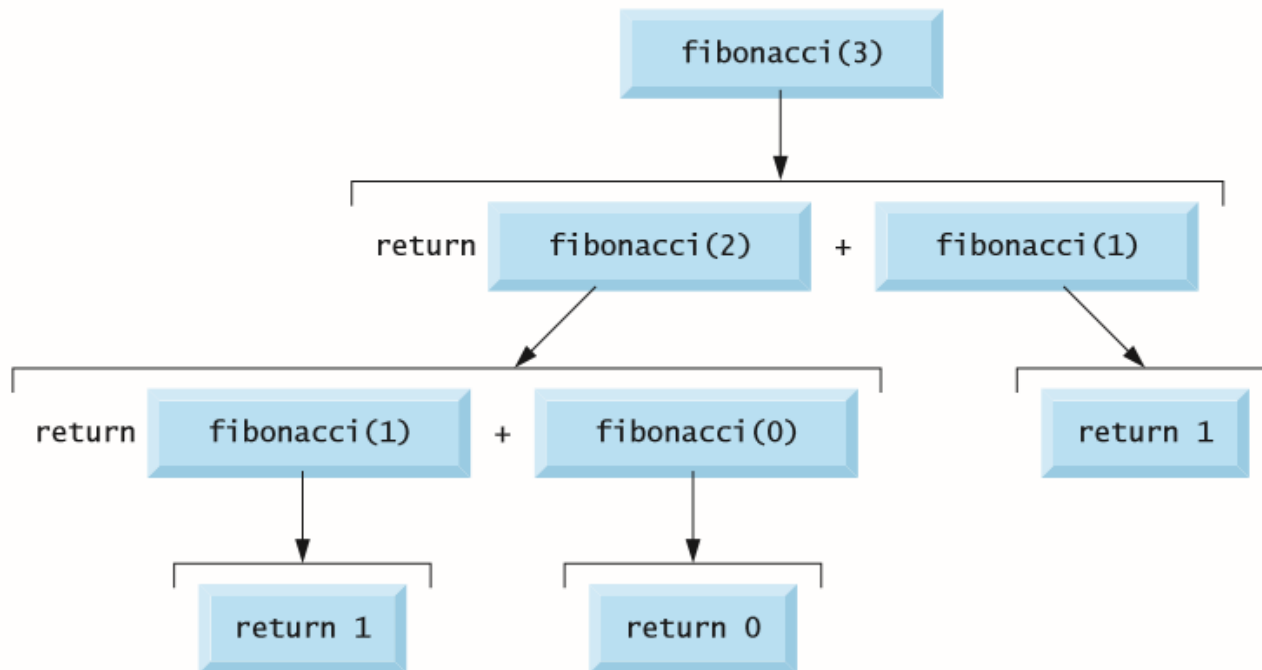 fibonacci(3)
return fibonacci(2) + fibonacci(1)
return fibonacci(1) + fibonacci(0)
return 1
return 1
return 0